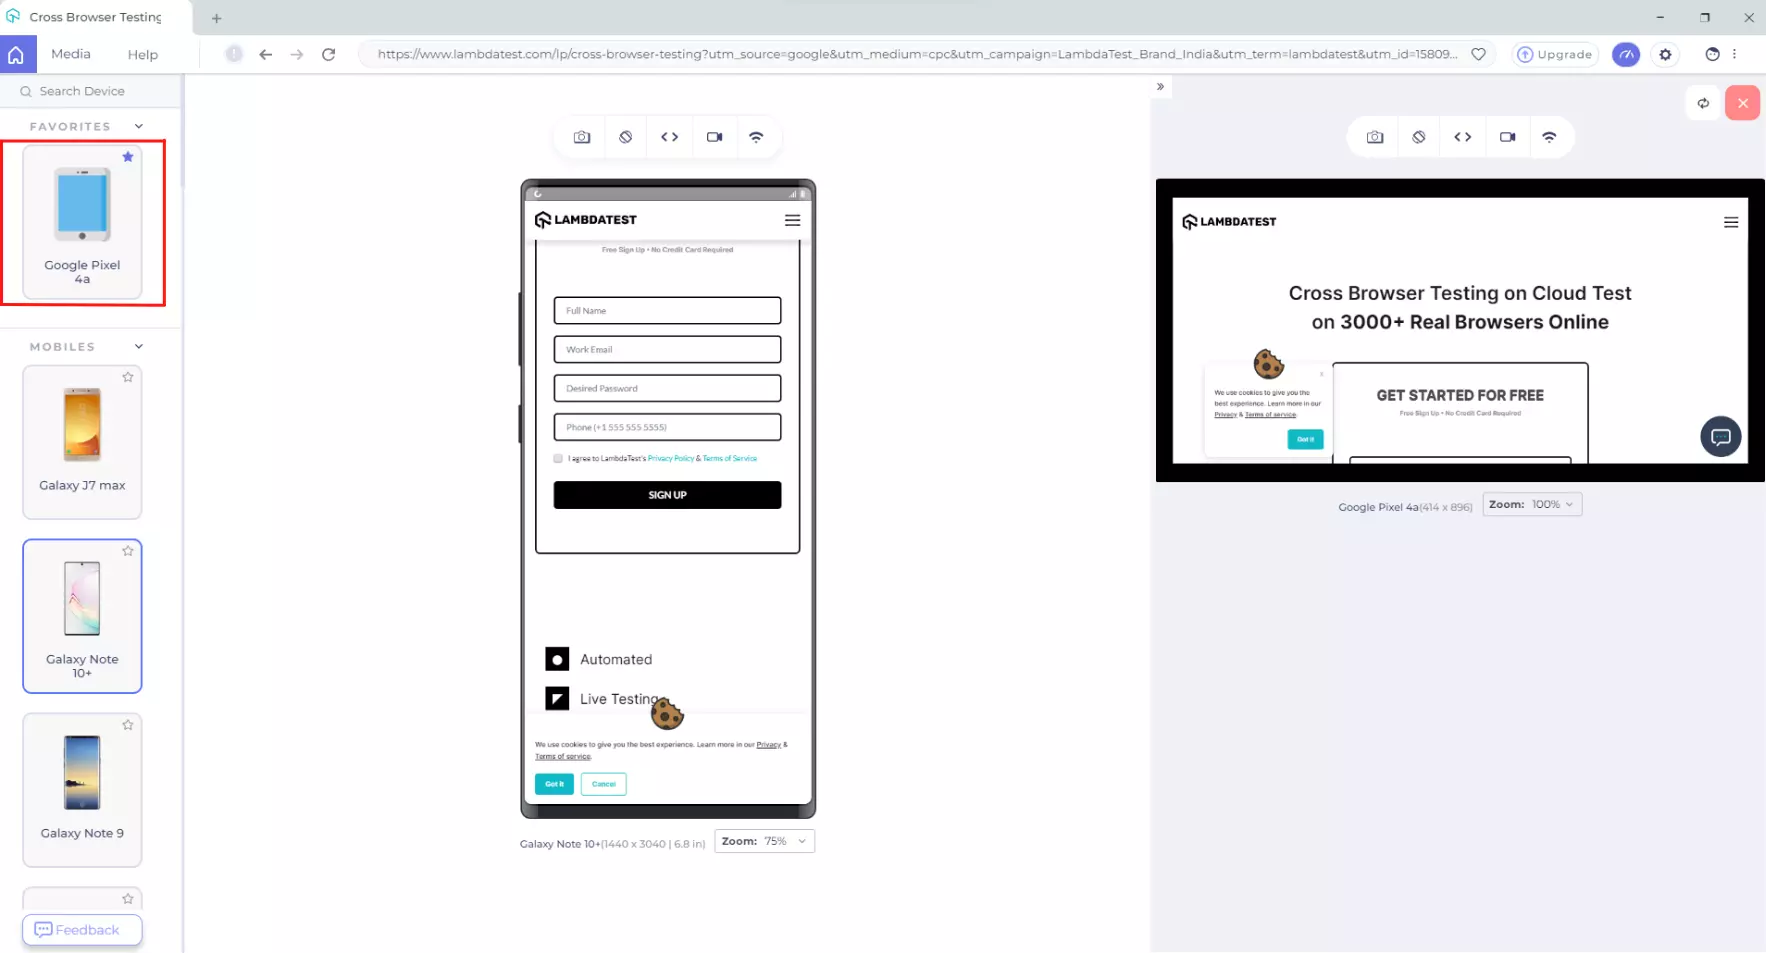 Cross Browser Testing
Media
Help
https://www.lambdatest.com/lp/cross-browser-testing?utm_source=google&utm_medium=cpc&utm_campaign=LambdaTest_Brand_India&utm_term=lambdatest&utm_id=15809...
Upgrade
Search Device
FAVORITES
Google Pixel
4a
MOBILES
Galaxy J7 max
Galaxy Note
10+
Galaxy Note 9
Feedback
LAMBDATEST
Free Sign Up • No Credit Card Required
Full Name
Work Email
Desired Password
Phone (+1 555 555 5555)
I agree to LambdaTest's Privacy Policy & Terms of Service
SIGN UP
Automated
Live Testing
We use cookies to give you the best experience. Learn more in our Privacy &
Terms of service.
Got it
Cancel
Galaxy Note 10+(1440 x 3040 | 6.8 in)
Zoom: 75%
LAMBDATEST
Cross Browser Testing on Cloud Test
on 3000+ Real Browsers Online
x
We use cookies to give you the
best experience. Learn more in our
Privacy & Terms of service.
Got it
GET STARTED FOR FREE
Free Sign Up • No Credit Card Required
Google Pixel 4a(414 x 896)
Zoom: 100%